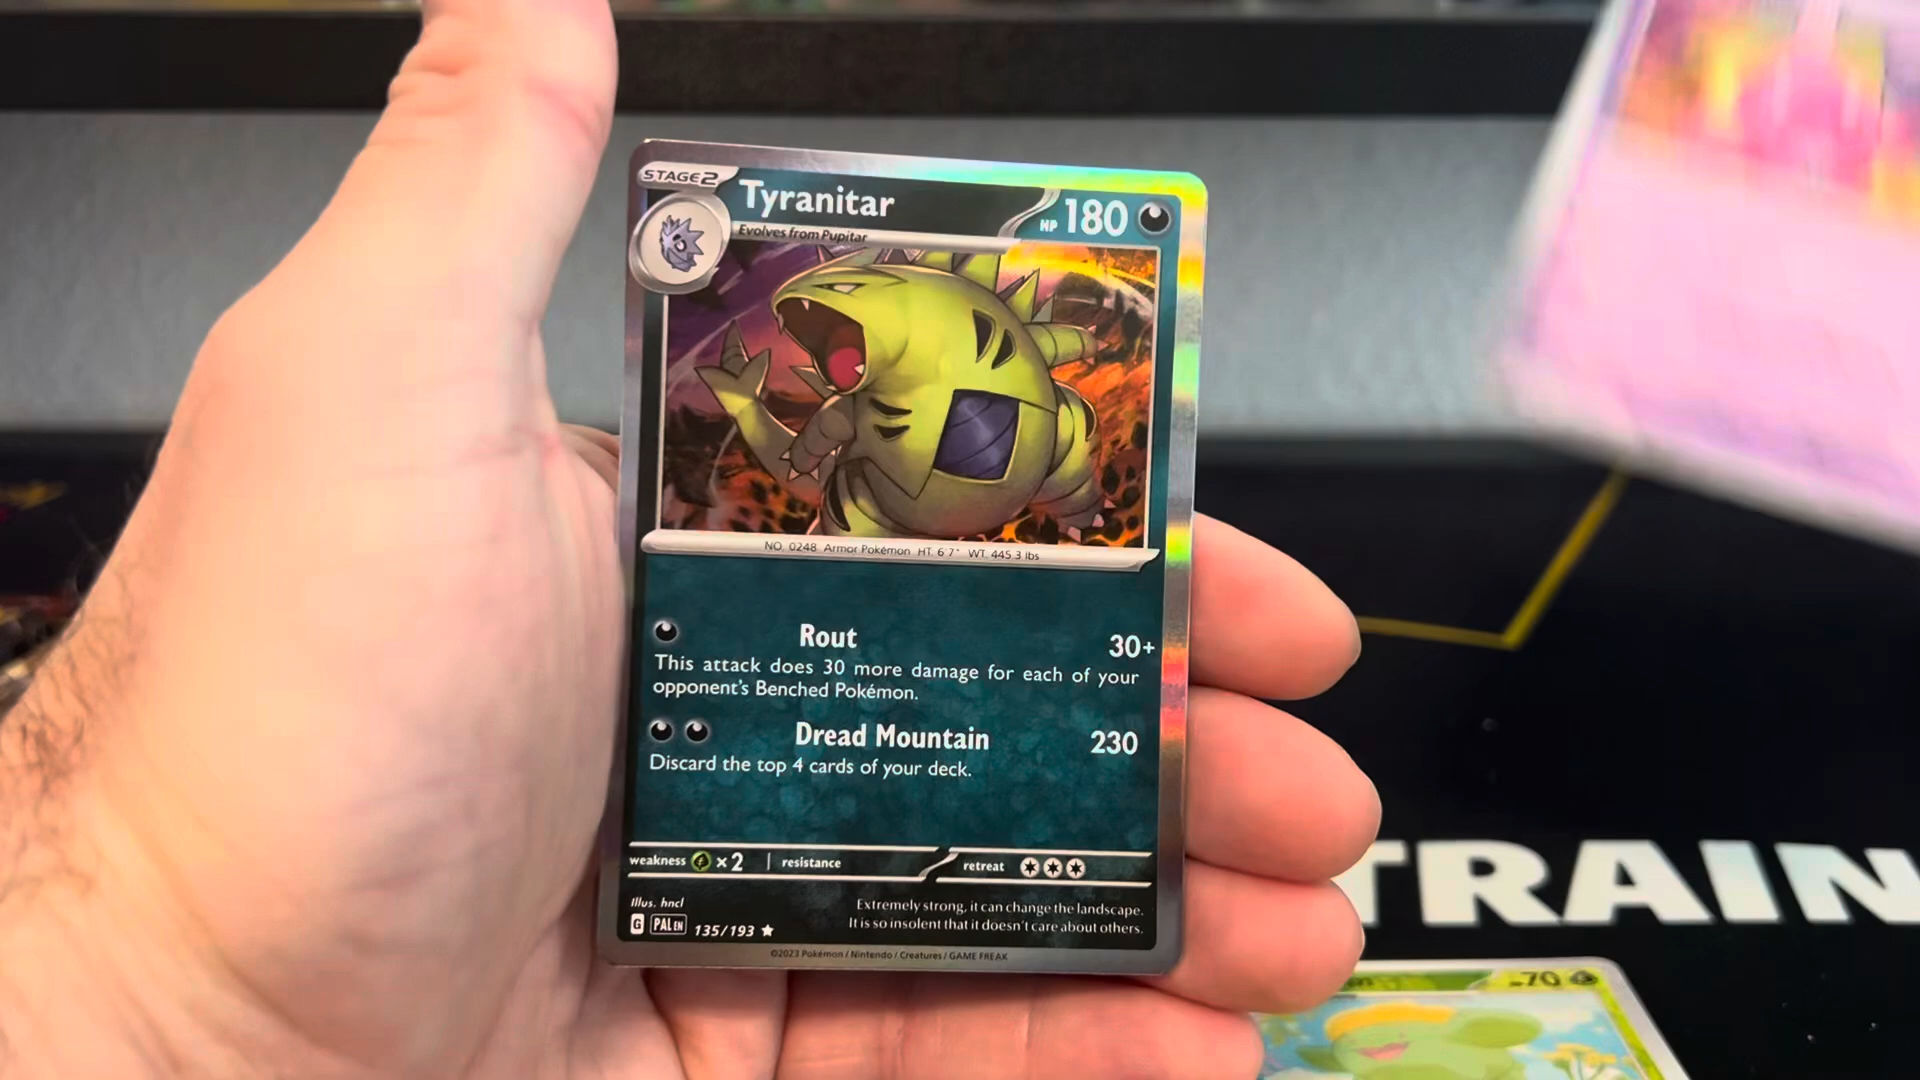 STAGE2
Tyranitar
HP 180
Evolves from Pupitar
NO. 0248 Armor Pokémon HT. 6'7" WT. 445.3 lbs
Rout 30+
This attack does 30 more damage for each of your
opponent's Benched Pokémon.
Dread Mountain 230
Discard the top 4 cards of your deck.
weakness ×2 | resistance
retreat
Illus. hncl
Extremely strong, it can change the landscape.
It is so insolent that it doesn't care about others.
G PAL EN 135/193
©2023 Pokémon / Nintendo / Creatures / GAME FREAK
TRAIN
70